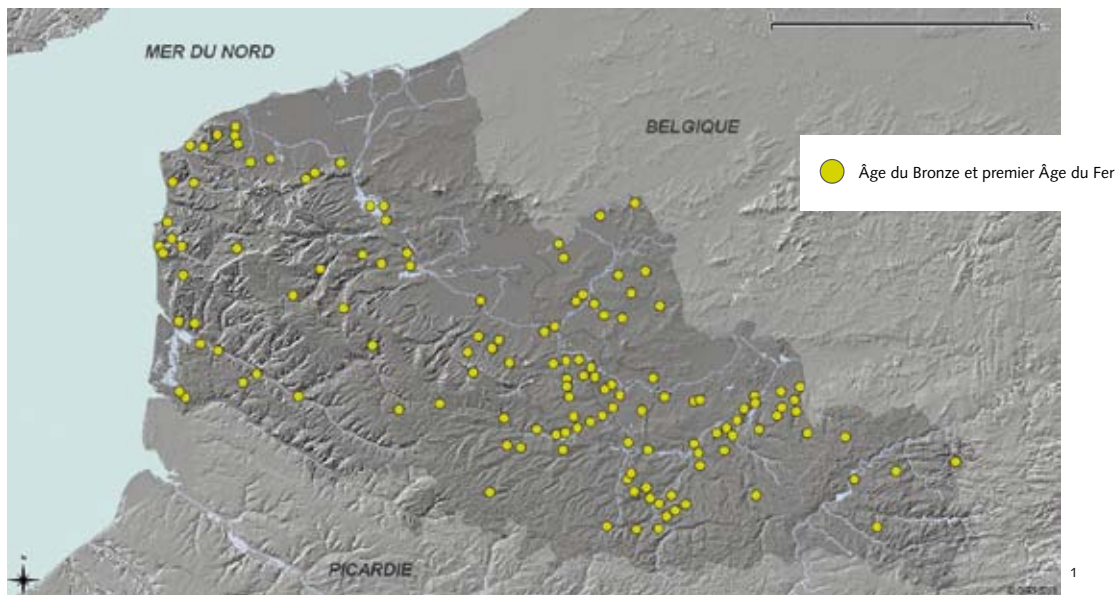 MER DU NORD
BELGIQUE
Âge du Bronze et premier Âge du Fer
PICARDIE
1